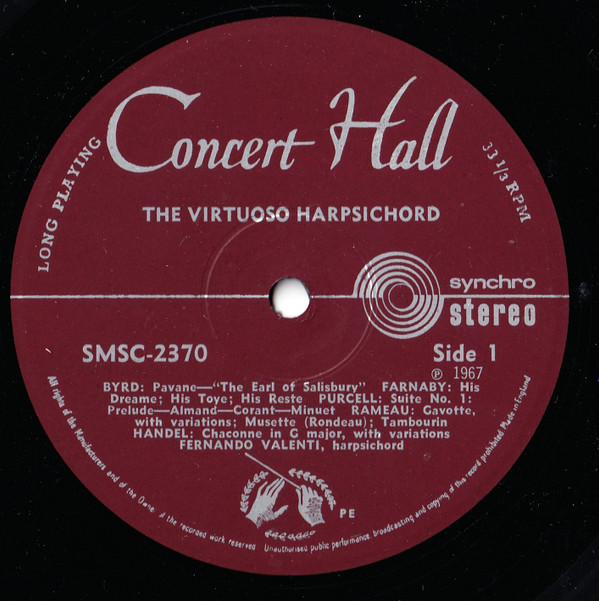 Concert Hall
LONG PLAYING
33 1/3 RPM
THE VIRTUOSO HARPSICHORD
synchro
stereo
SMSC-2370
Side 1
℗ 1967
BYRD: Pavane—"The Earl of Salisbury" FARNABY: His
Dreame; His Toye; His Reste PURCELL: Suite No. 1:
Prelude—Almand—Corant—Minuet RAMEAU: Gavotte,
with variations; Musette (Rondeau); Tambourin
HANDEL: Chaconne in G major, with variations
FERNANDO VALENTI, harpsichord
PE
All rights of the Manufacturers and of the Owner of the recorded work reserved Unauthorised public performance broadcasting and copying of this record prohibited Made in England